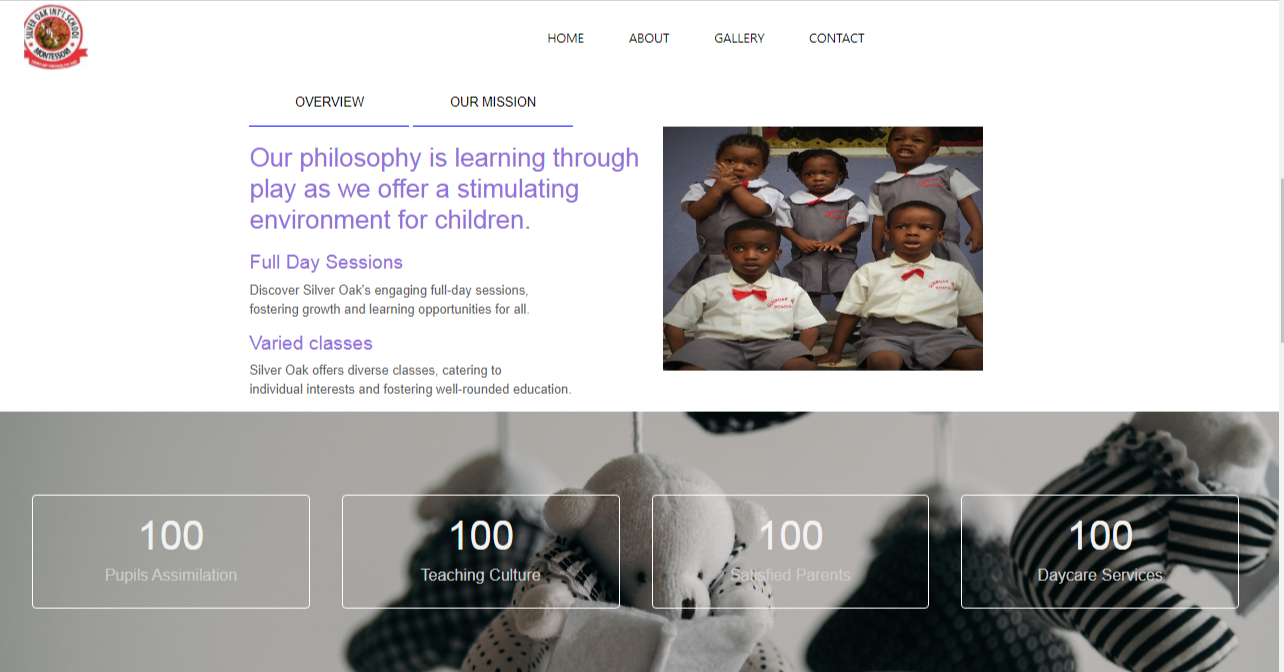 SILVER OAK INT'L SCHOOL
MONTESSORI
HOME ABOUT GALLERY CONTACT
OVERVIEW OUR MISSION
Our philosophy is learning through
play as we offer a stimulating
environment for children.
Full Day Sessions
Discover Silver Oak's engaging full-day sessions,
fostering growth and learning opportunities for all.
Varied classes
Silver Oak offers diverse classes, catering to
individual interests and fostering well-rounded education.
100 100 100 100
Pupils Assimilation Teaching Culture Satisfied Parents Daycare Services